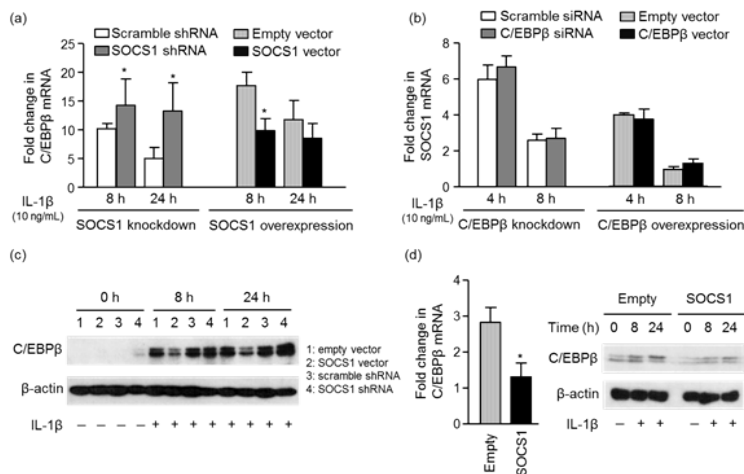 (a)
Scramble shRNA Empty vector
SOCS1 shRNA SOCS1 vector
Fold change in
C/EBPβ mRNA
25
20
15
10
5
0
* * *
IL-1β
(10 ng/mL)
8 h 24 h 8 h 24 h
SOCS1 knockdown SOCS1 overexpression
(b)
Scramble siRNA Empty vector
C/EBPβ siRNA C/EBPβ vector
Fold change in
SOCS1 mRNA
8
6
4
2
0
IL-1β
(10 ng/mL)
4 h 8 h 4 h 8 h
C/EBPβ knockdown C/EBPβ overexpression
(c)
0 h 8 h 24 h
1 2 3 4 1 2 3 4 1 2 3 4
C/EBPβ
β-actin
IL-1β – – – – + + + + + + + +
1: empty vector
2: SOCS1 vector
3: scramble shRNA
4: SOCS1 shRNA
(d)
Fold change in
C/EBPβ mRNA
4
3
2
1
0
*
Empty SOCS1
Empty SOCS1
Time (h) 0 8 24 0 8 24
C/EBPβ
β-actin
IL-1β – + + – + +